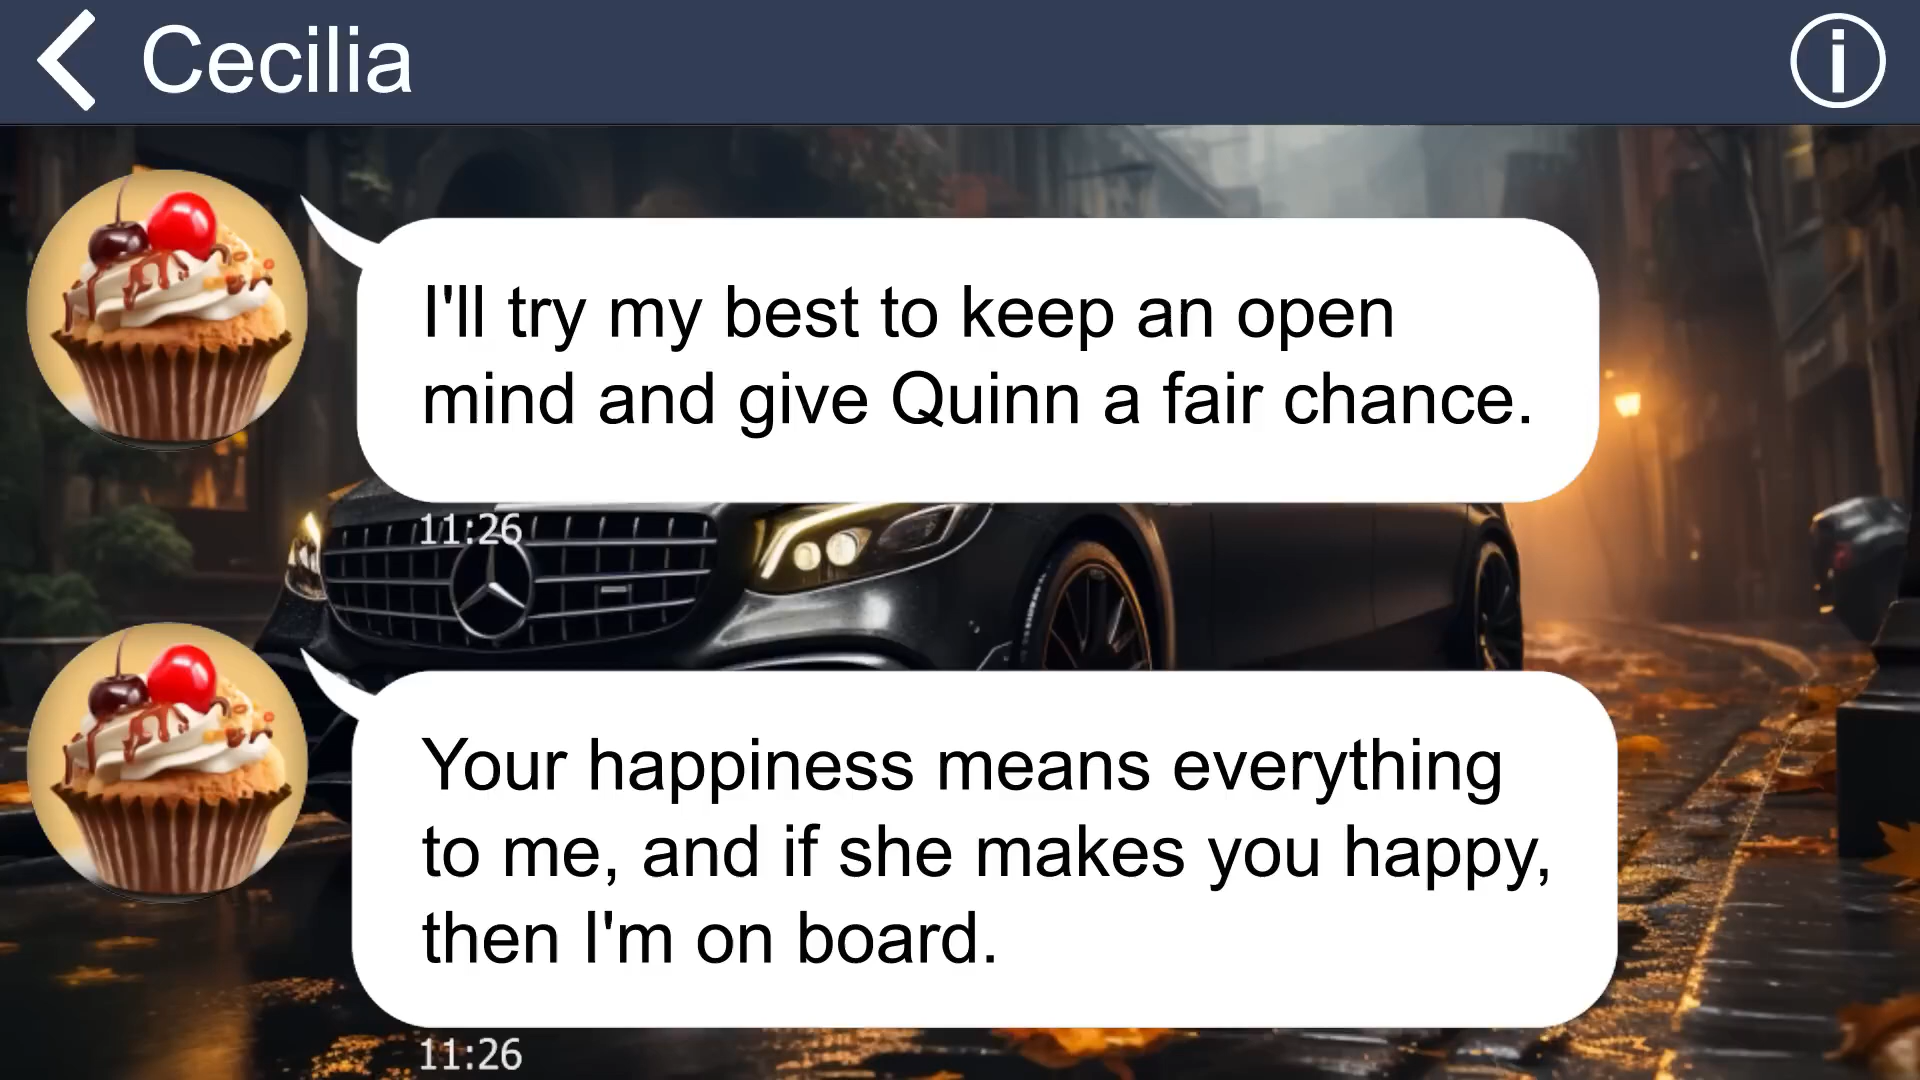 Cecilia
I'll try my best to keep an open
mind and give Quinn a fair chance.
11:26
Your happiness means everything
to me, and if she makes you happy,
then I'm on board.
11:26